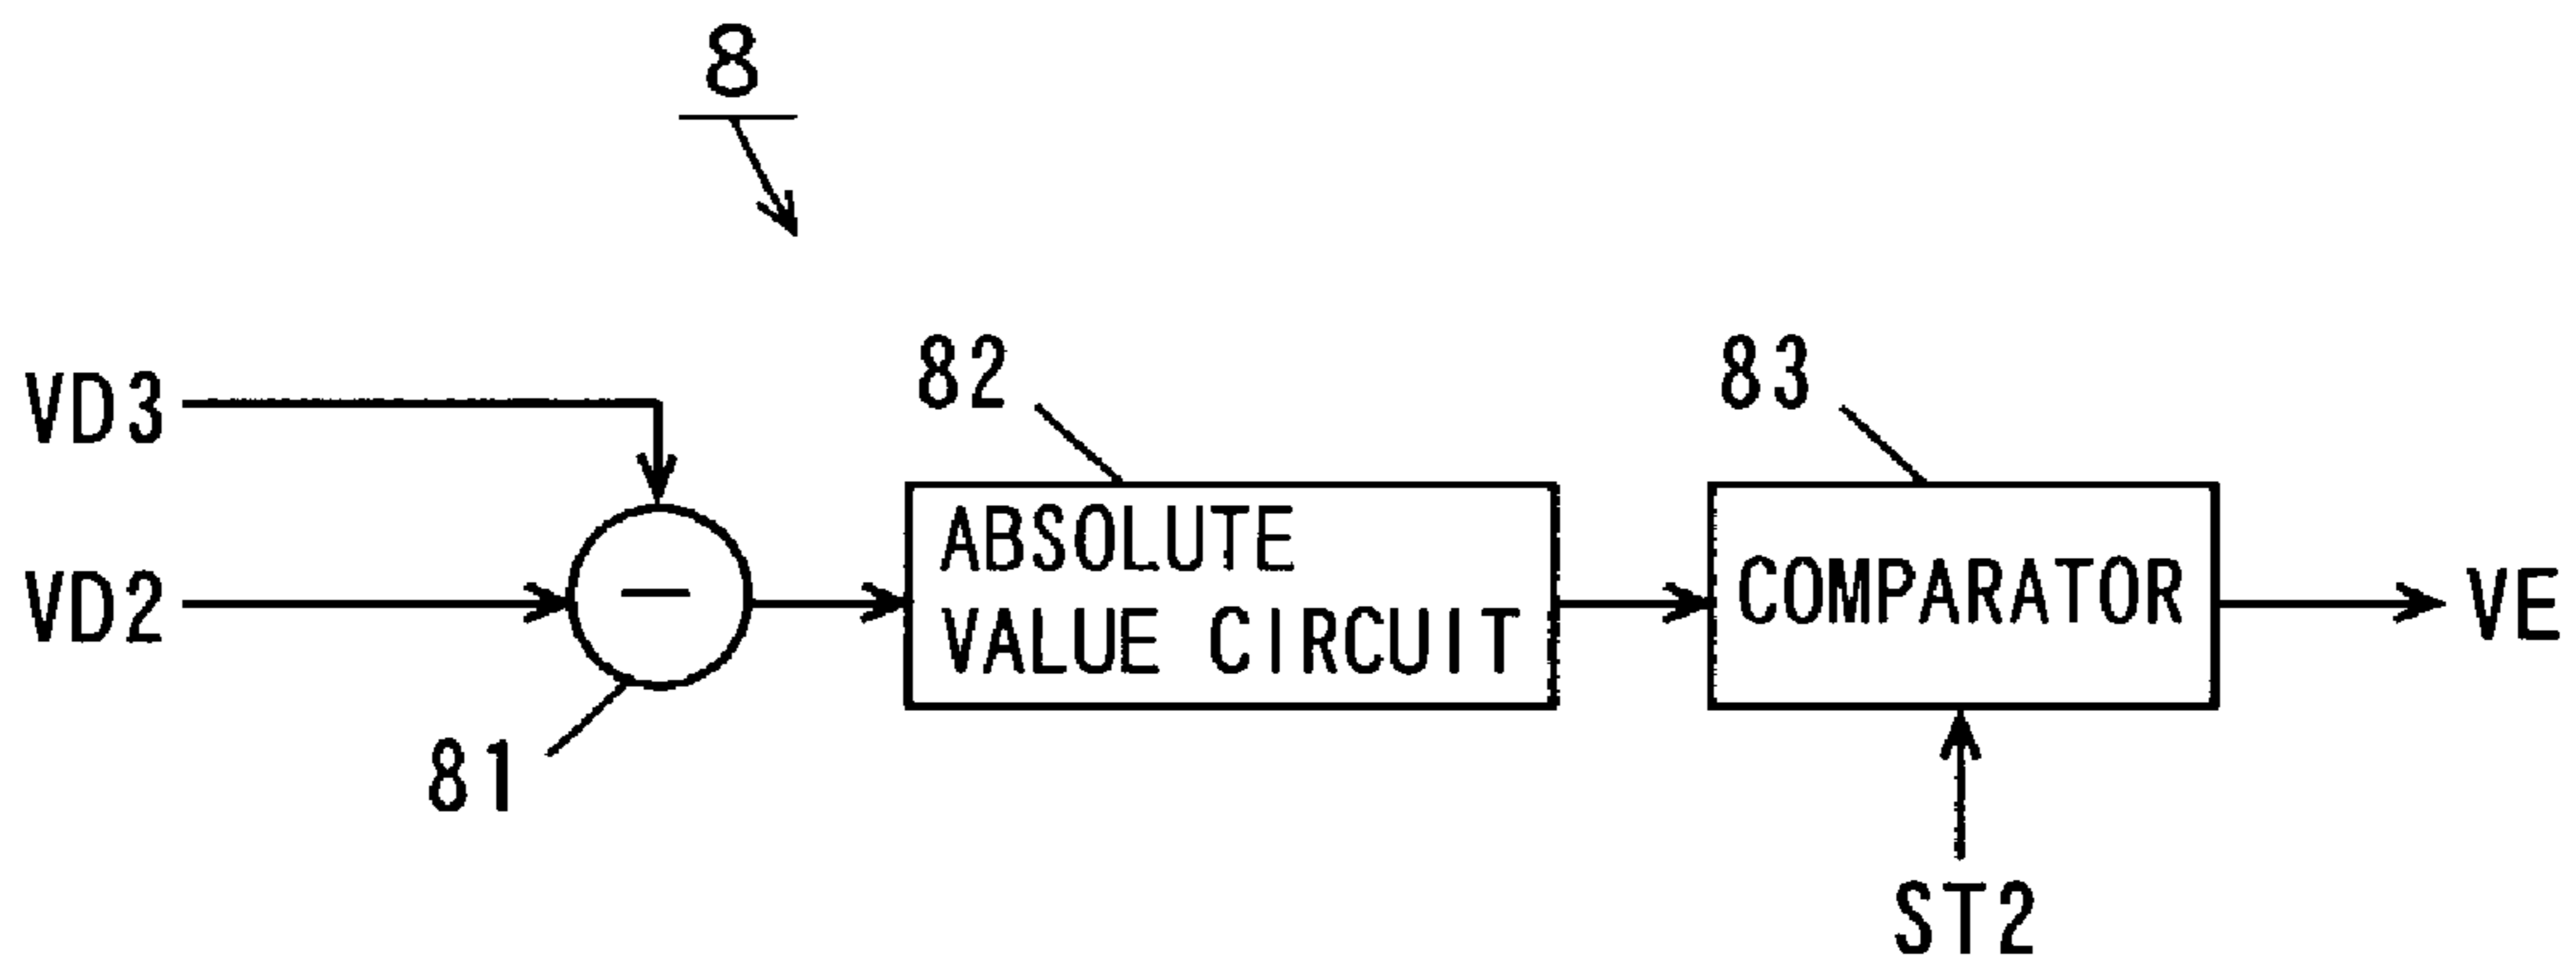 8
VD3
82
83
VD2
−
ABSOLUTE
VALUE CIRCUIT
COMPARATOR
VE
81
ST2